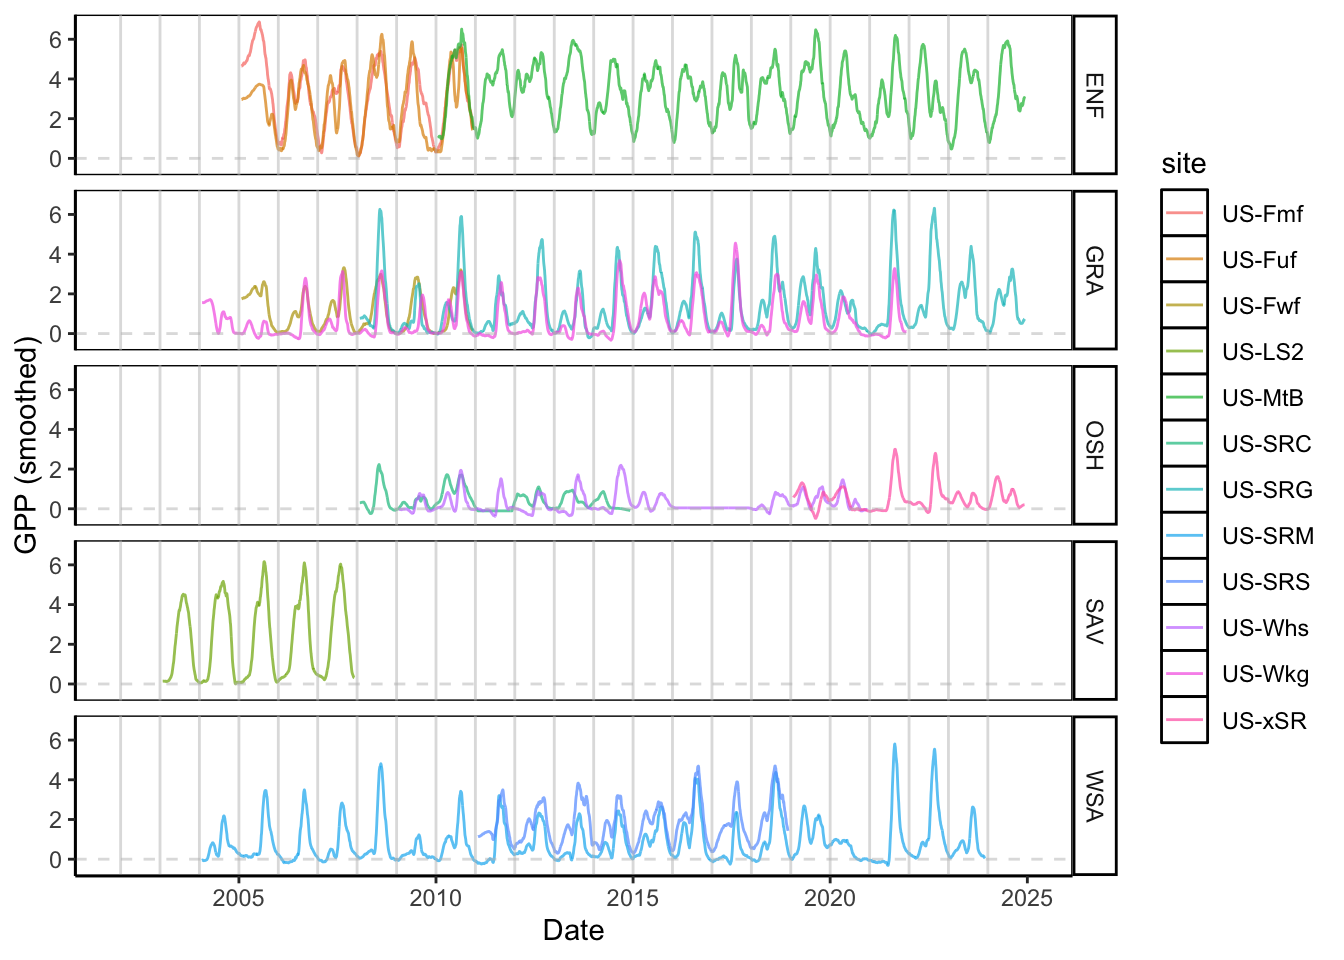 GPP (smoothed)
6
4
2
0
ENF
6
4
2
0
GRA
6
4
2
0
OSH
6
4
2
0
SAV
6
4
2
0
WSA
2005 2010 2015 2020 2025
Date
site
US-Fmf
US-Fuf
US-Fwf
US-LS2
US-MtB
US-SRC
US-SRG
US-SRM
US-SRS
US-Whs
US-Wkg
US-xSR